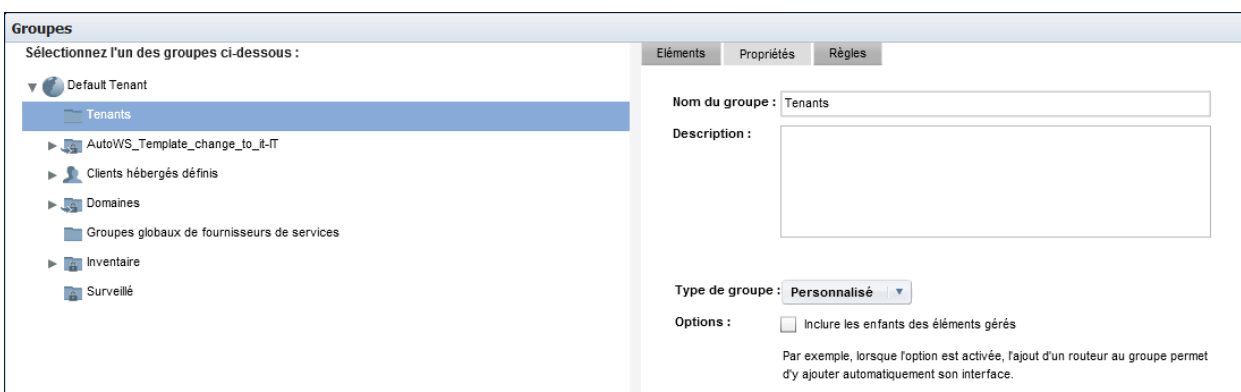 Groupes
Sélectionnez l'un des groupes ci-dessous :
Default Tenant
Tenants
AutoWS_Template_change_to_it-IT
Clients hébergés définis
Domaines
Groupes globaux de fournisseurs de services
Inventaire
Surveillé
Eléments
Propriétés
Règles
Nom du groupe : Tenants
Description :
Type de groupe : Personnalisé
Options : Inclure les enfants des éléments gérés
Par exemple, lorsque l'option est activée, l'ajout d'un routeur au groupe permet
d'y ajouter automatiquement son interface.